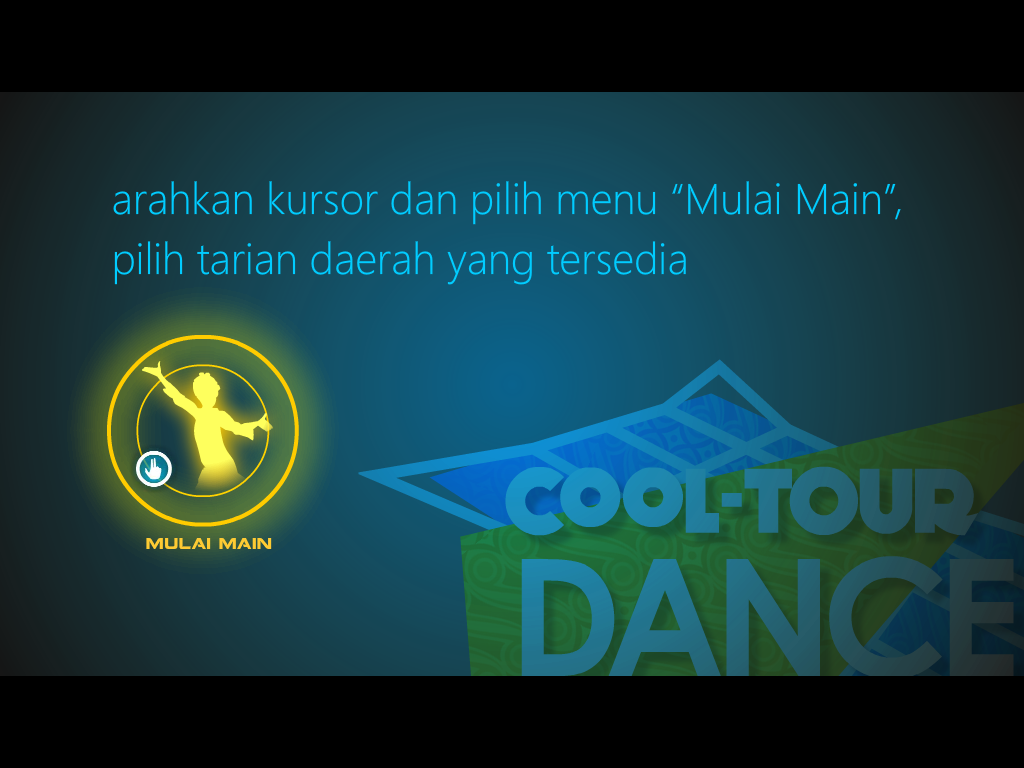 arahkan kursor dan pilih menu “Mulai Main”,
pilih tarian daerah yang tersedia
MULAI MAIN
COOL-TOUR
DANCE